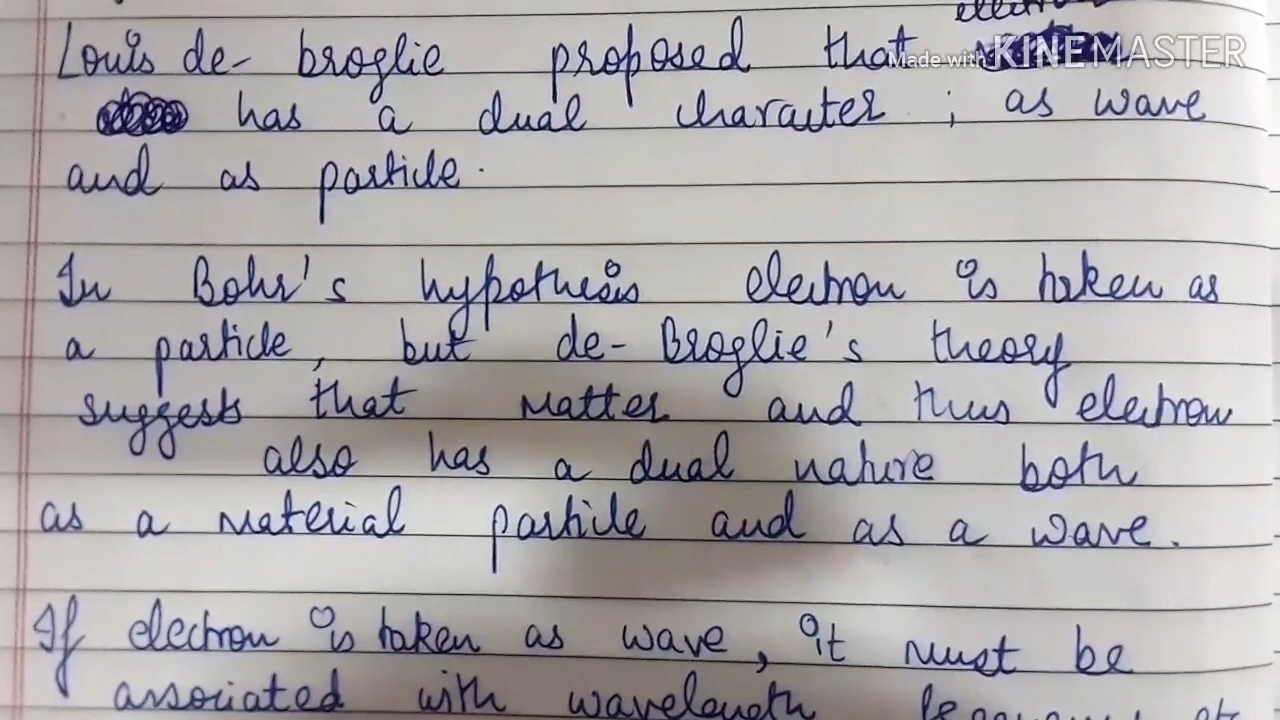 Louis de- broglie proposed that electron
has a dual character ; as wave
and as particle.
In Bohr's hypothesis electron is taken as
a particle, but de- Broglie's theory
suggests that matter and thus electron
also has a dual nature both
as a material particle and as a wave.
If electron is taken as wave, it must be
associated with wavelength
Made with KINEMASTER